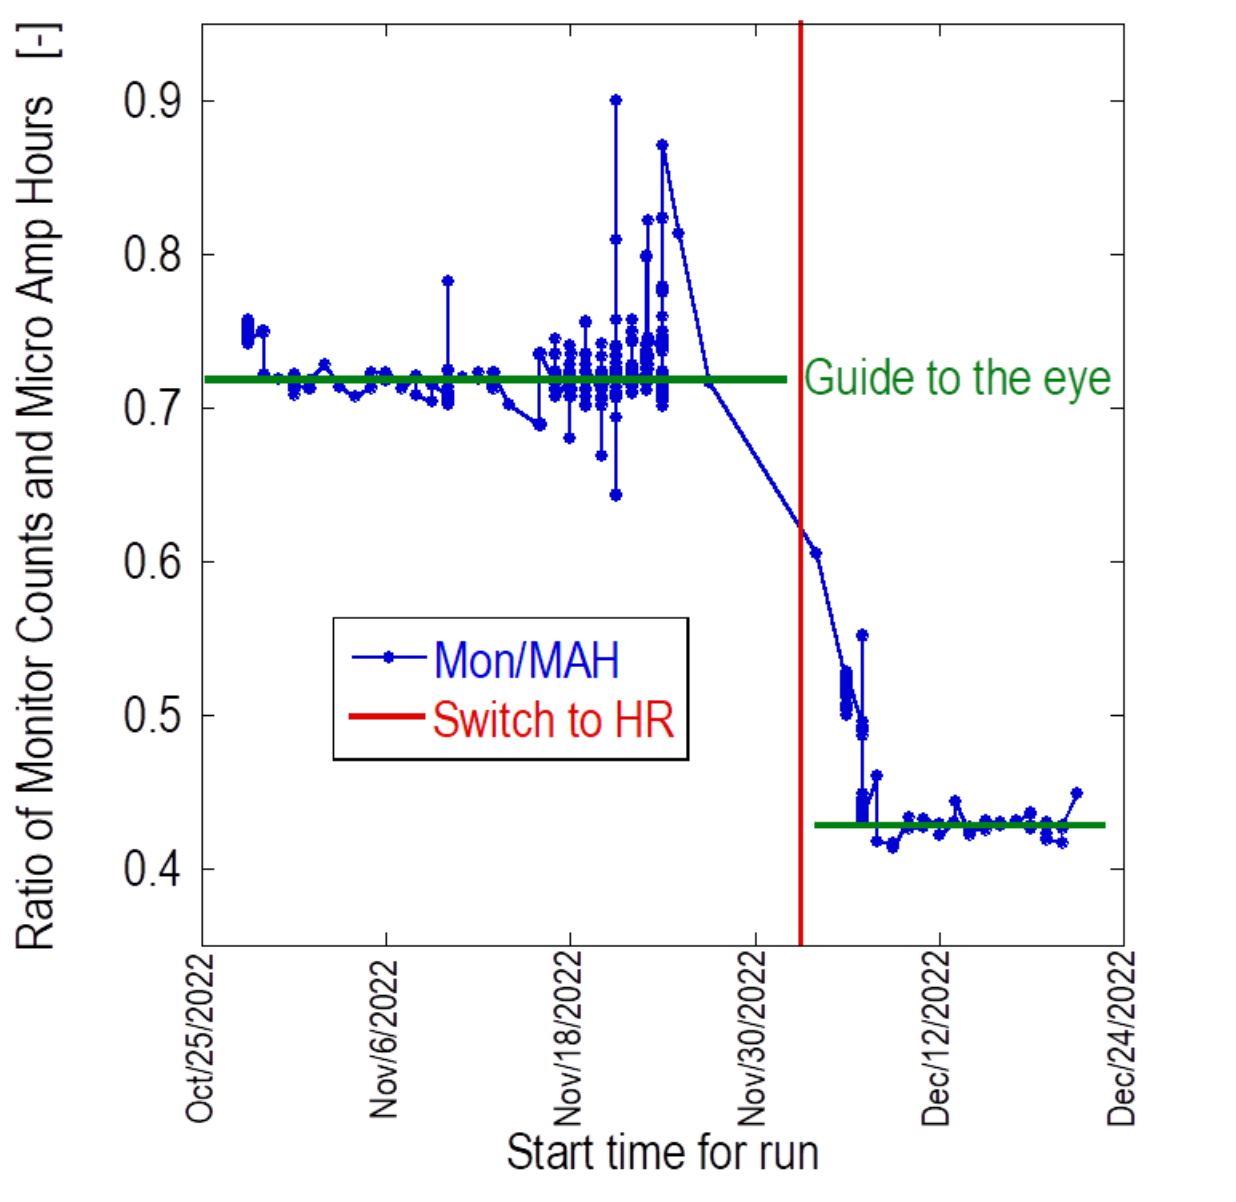 Ratio of Monitor Counts and Micro Amp Hours [-]
0.9
0.8
0.7
0.6
0.5
0.4
Guide to the eye
Mon/MAH
Switch to HR
Oct/25/2022
Nov/6/2022
Nov/18/2022
Nov/30/2022
Dec/12/2022
Dec/24/2022
Start time for run